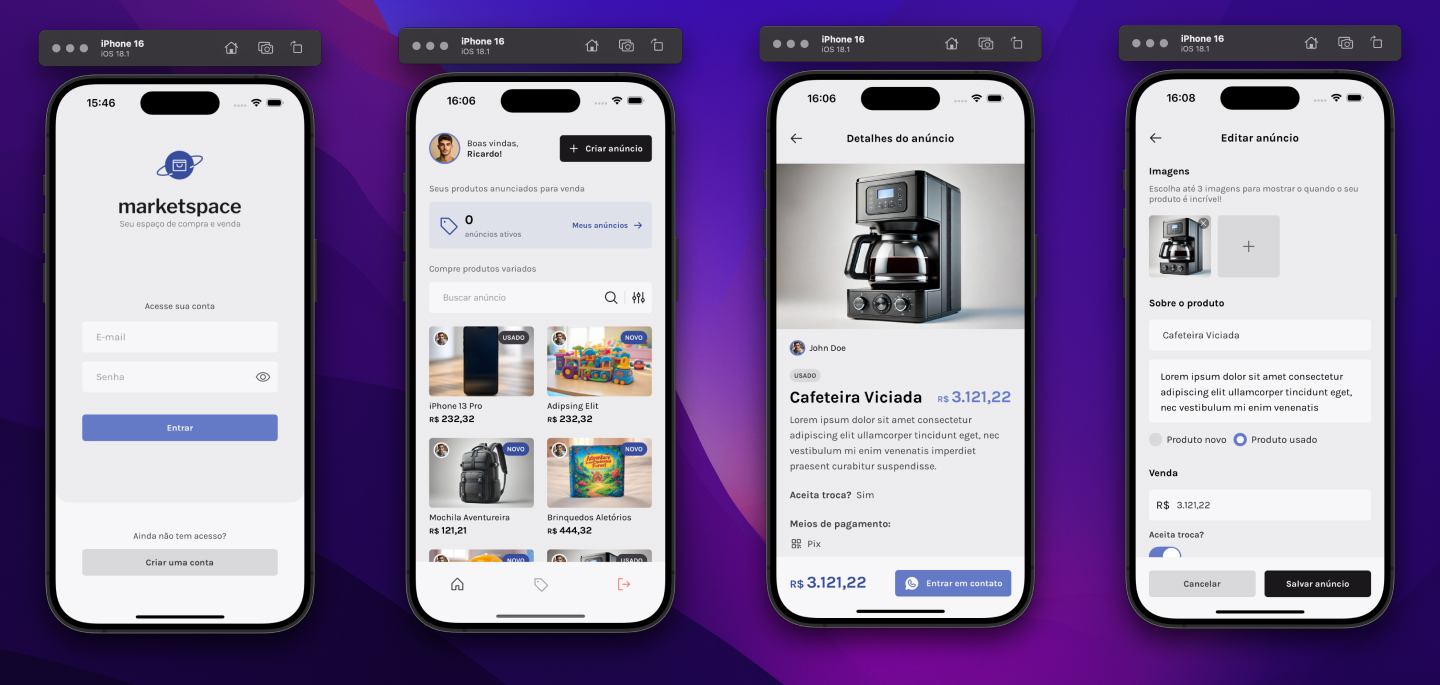 iPhone 16
iOS 18.1
15:46
marketspace
Seu espaço de compra e venda
Acesse sua conta
E-mail
Senha
Entrar
Ainda não tem acesso?
Criar uma conta
iPhone 16
iOS 18.1
16:06
Boas vindas,
Ricardo!
+ Criar anúncio
Seus produtos anunciados para venda
0
anúncios ativos
Meus anúncios
Compre produtos variados
Buscar anúncio
USADO
NOVO
iPhone 13 Pro
Adipsing Elit
R$ 232,32
R$ 232,32
NOVO
NOVO
Adventure
Forest
Mochila Aventureira
Brinquedos Aletórios
R$ 121,21
R$ 444,32
NOVO
USADO
iPhone 16
iOS 18.1
16:06
Detalhes do anúncio
John Doe
USADO
Cafeteira Viciada
R$ 3.121,22
Lorem ipsum dolor sit amet consectetur
adipiscing elit ullamcorper tincidunt eget, nec
vestibulum mi enim venenatis imperdiet
praesent curabitur suspendisse.
Aceita troca? Sim
Meios de pagamento:
Pix
R$ 3.121,22
Entrar em contato
iPhone 16
iOS 18.1
16:08
Editar anúncio
Imagens
Escolha até 3 imagens para mostrar o quando o seu
produto é incrível!
Sobre o produto
Cafeteira Viciada
Lorem ipsum dolor sit amet consectetur
adipiscing elit ullamcorper tincidunt eget,
nec vestibulum mi enim venenatis
Produto novo
Produto usado
Venda
R$ 3.121,22
Aceita troca?
Cancelar
Salvar anúncio